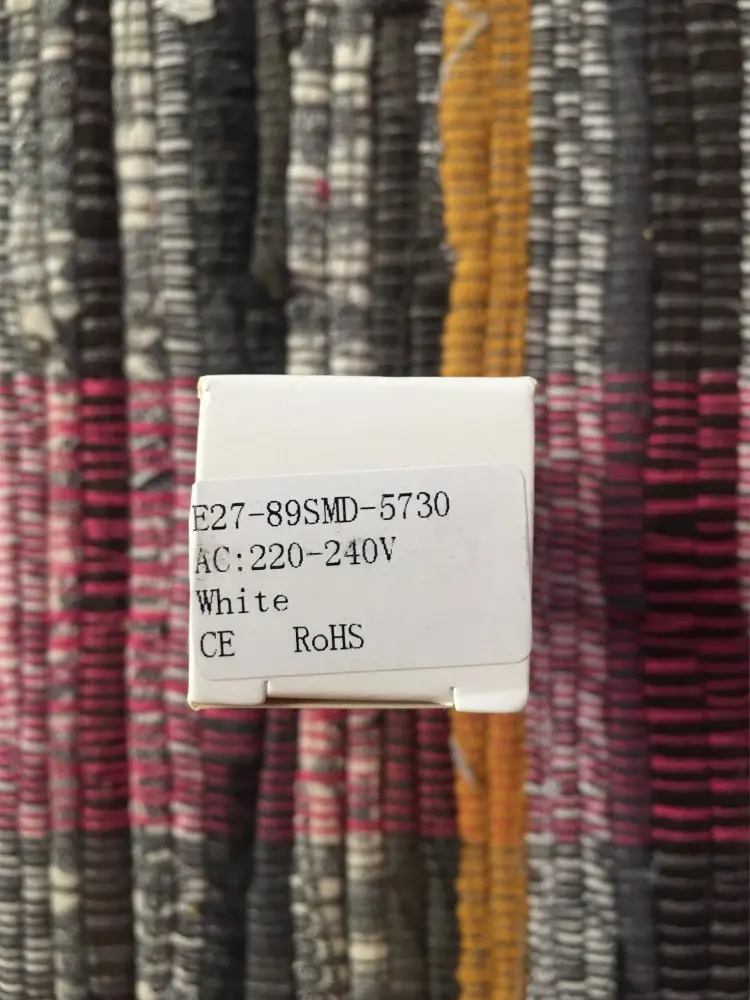 E27-89SMD-5730
AC:220-240V
White
CE RoHS